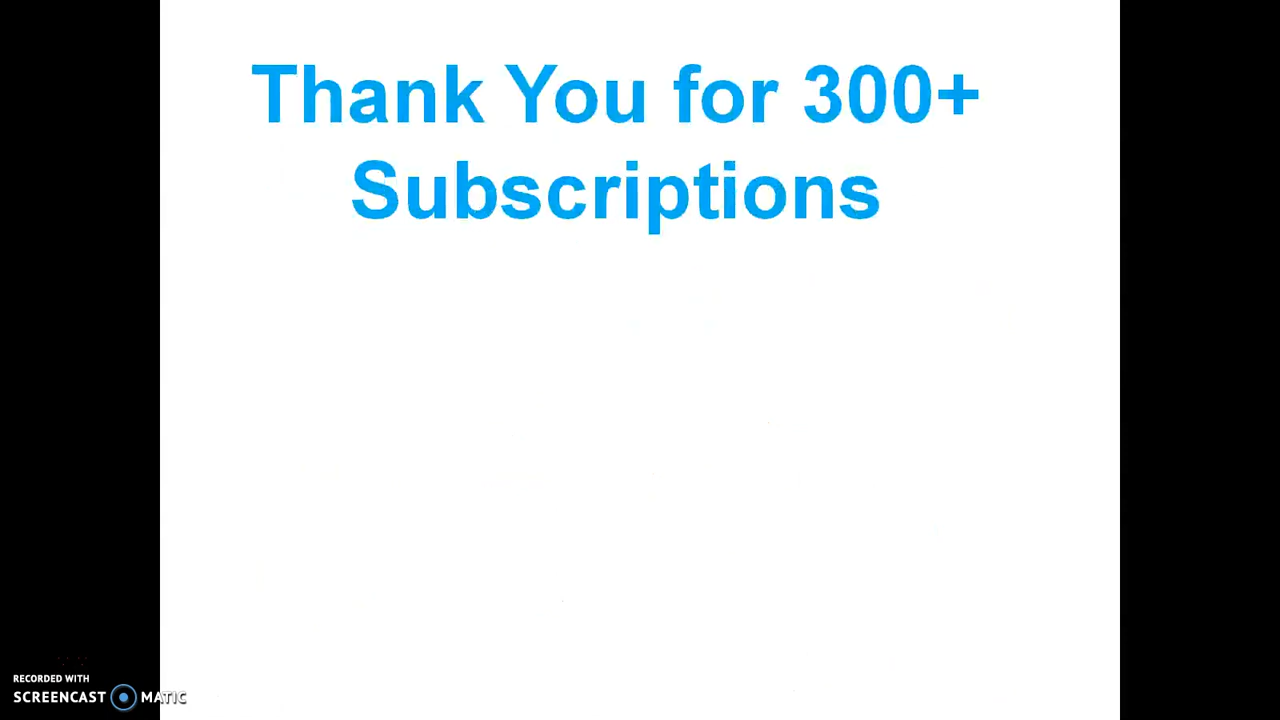 Thank You for 300+
Subscriptions
RECORDED WITH
SCREENCAST MATIC